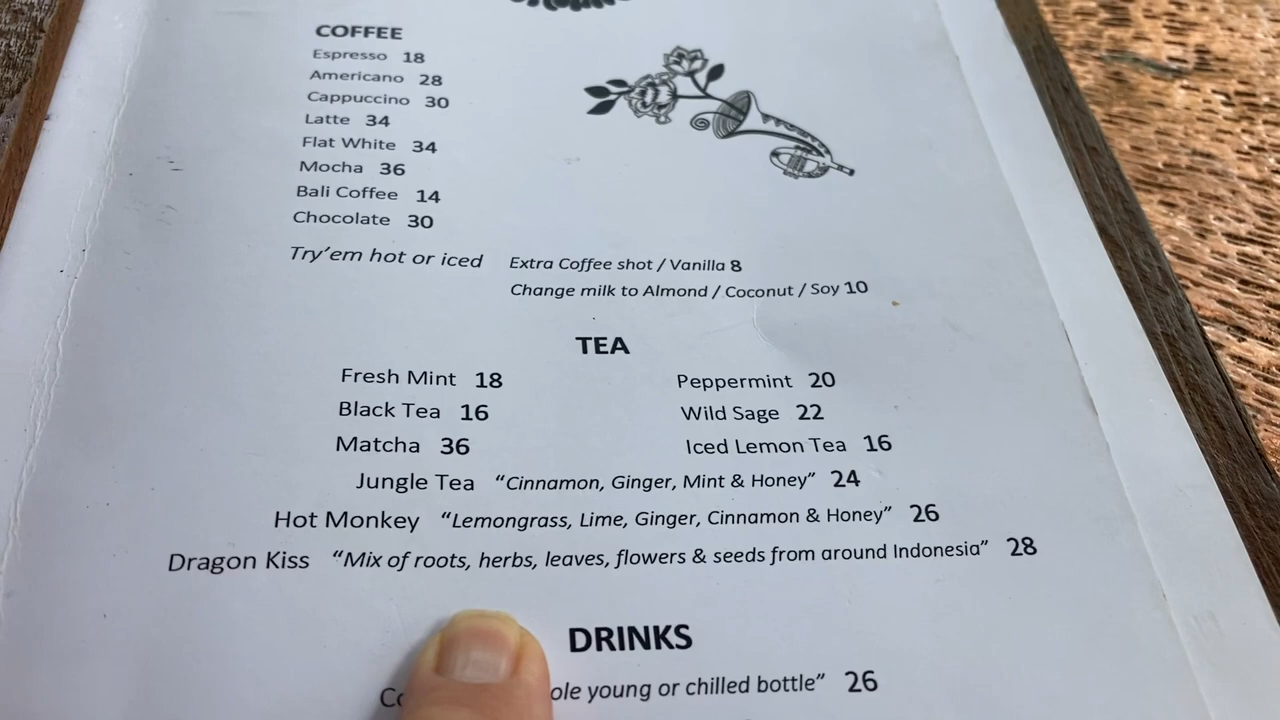 COFFEE
Espresso 18
Americano 28
Cappuccino 30
Latte 34
Flat White 34
Mocha 36
Bali Coffee 14
Chocolate 30
Try'em hot or iced
Extra Coffee shot / Vanilla 8
Change milk to Almond / Coconut / Soy 10
TEA
Fresh Mint 18
Peppermint 20
Black Tea 16
Wild Sage 22
Matcha 36
Iced Lemon Tea 16
Jungle Tea “Cinnamon, Ginger, Mint & Honey” 24
Hot Monkey “Lemongrass, Lime, Ginger, Cinnamon & Honey” 26
Dragon Kiss “Mix of roots, herbs, leaves, flowers & seeds from around Indonesia” 28
DRINKS
young or chilled bottle” 26